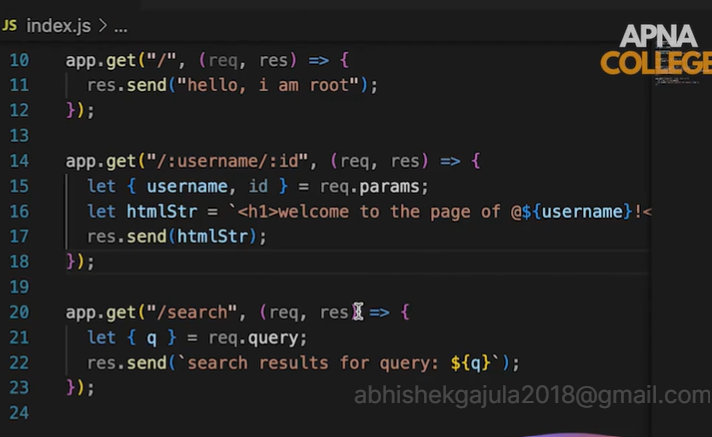 JS index.js > ...
APNA
COLLEGE
10 app.get("/", (req, res) => {
11 res.send("hello, i am root");
12 });
13
14 app.get("/:username/:id", (req, res) => {
15 let { username, id } = req.params;
16 let htmlStr = `<h1>welcome to the page of @${username}!<
17 res.send(htmlStr);
18 });
19
20 app.get("/search", (req, res) => {
21 let { q } = req.query;
22 res.send(`search results for query: ${q}`);
23 });
24
abhishekgajula2018@gmail.com